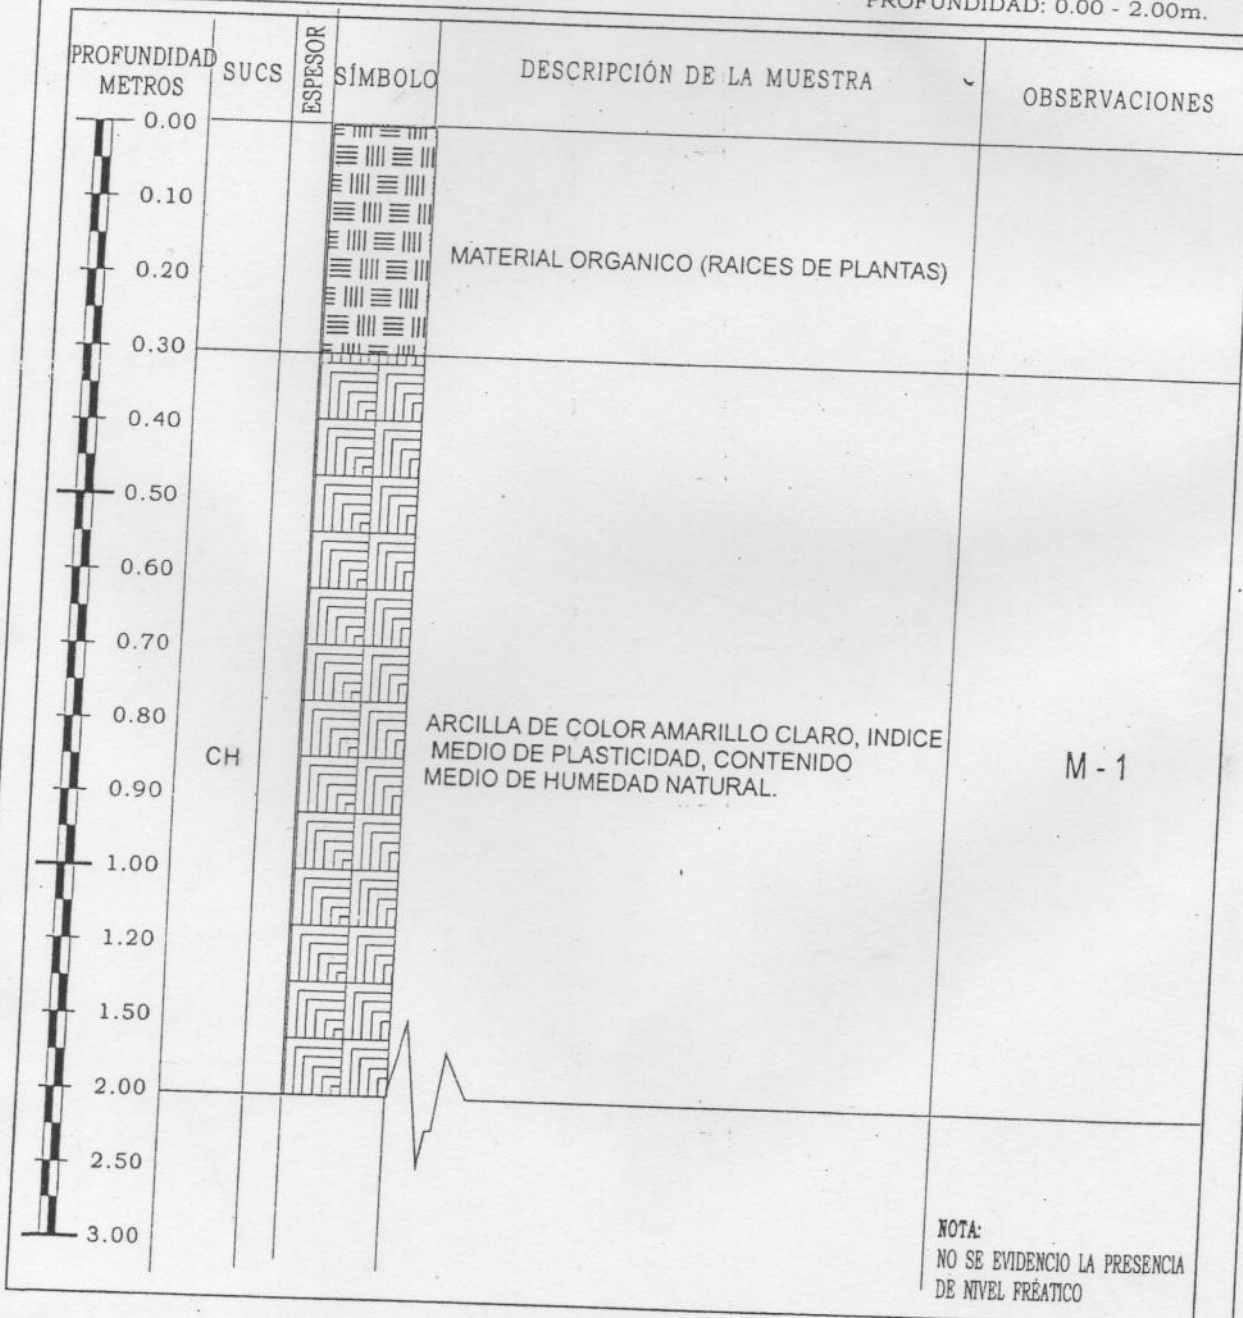 PROFUNDIDAD: 0.00 - 2.00m.
PROFUNDIDAD
METROS
SUCS
ESPESOR
SÍMBOLO
DESCRIPCIÓN DE LA MUESTRA
OBSERVACIONES
0.00
0.10
0.20
MATERIAL ORGANICO (RAICES DE PLANTAS)
0.30
0.40
0.50
0.60
0.70
0.80
CH
ARCILLA DE COLOR AMARILLO CLARO, INDICE
MEDIO DE PLASTICIDAD, CONTENIDO
MEDIO DE HUMEDAD NATURAL.
M - 1
0.90
1.00
1.20
1.50
2.00
2.50
3.00
NOTA:
NO SE EVIDENCIO LA PRESENCIA
DE NIVEL FRÉATICO